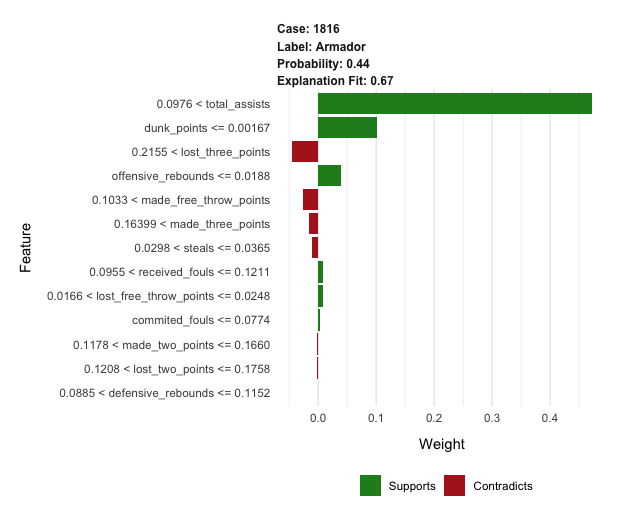 Case: 1816
Label: Armador
Probability: 0.44
Explanation Fit: 0.67
0.0976 < total_assists
dunk_points <= 0.00167
0.2155 < lost_three_points
offensive_rebounds <= 0.0188
0.1033 < made_free_throw_points
0.16399 < made_three_points
0.0298 < steals <= 0.0365
0.0955 < received_fouls <= 0.1211
0.0166 < lost_free_throw_points <= 0.0248
commited_fouls <= 0.0774
0.1178 < made_two_points <= 0.1660
0.1208 < lost_two_points <= 0.1758
0.0885 < defensive_rebounds <= 0.1152
Feature
0.0 0.1 0.2 0.3 0.4
Weight
Supports Contradicts